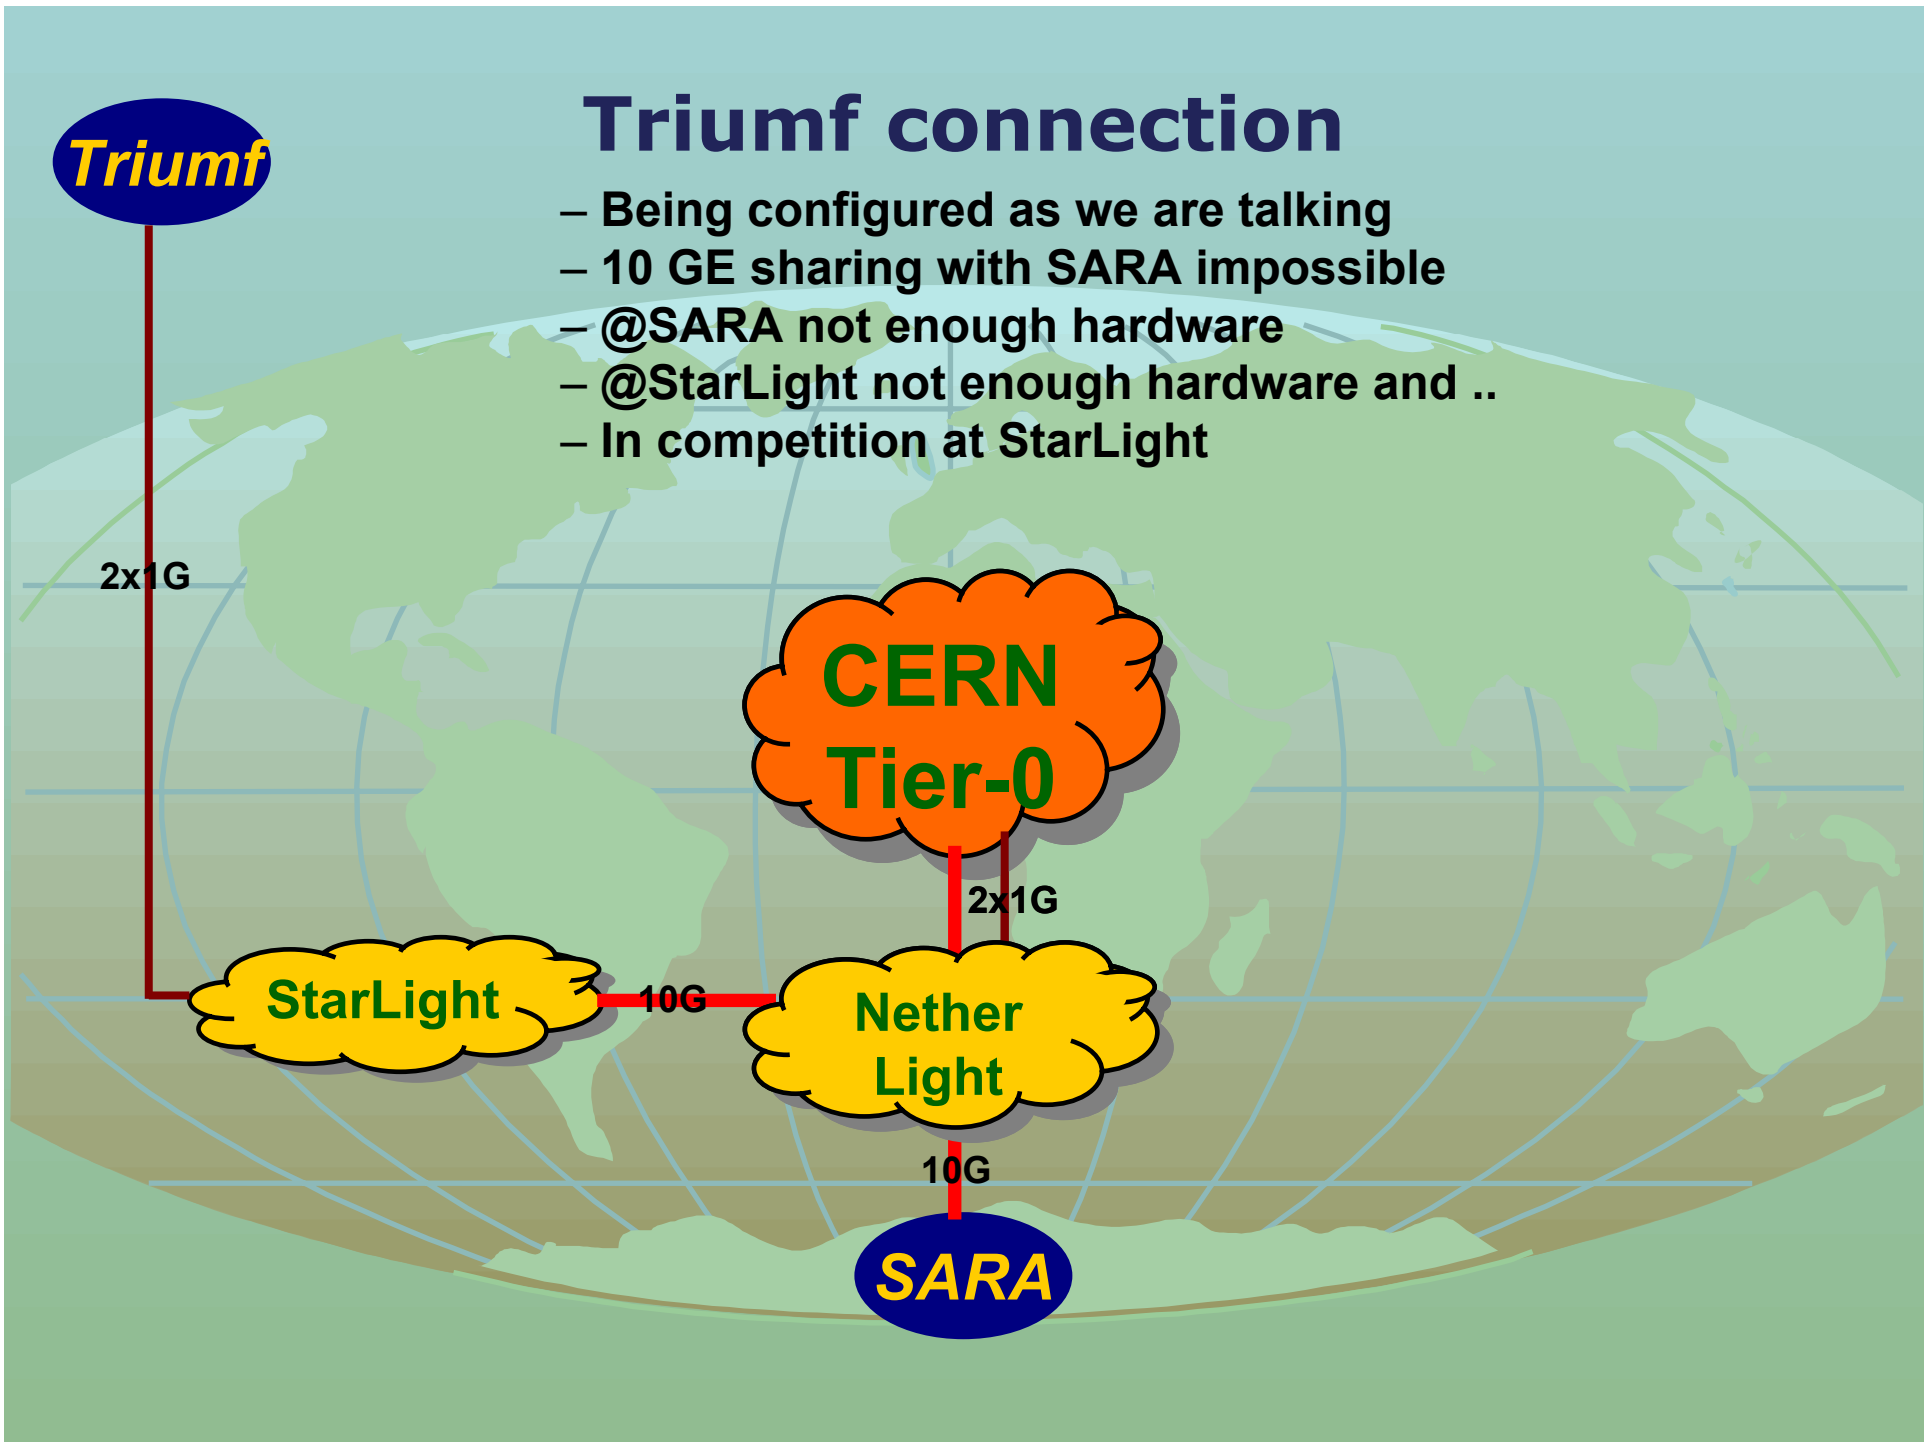 Triumf connection
Triumf
– Being configured as we are talking
– 10 GE sharing with SARA impossible
– @SARA not enough hardware
– @StarLight not enough hardware and ..
– In competition at StarLight
2x1G
CERN
Tier-0
2x1G
StarLight
10G
Nether
Light
10G
SARA